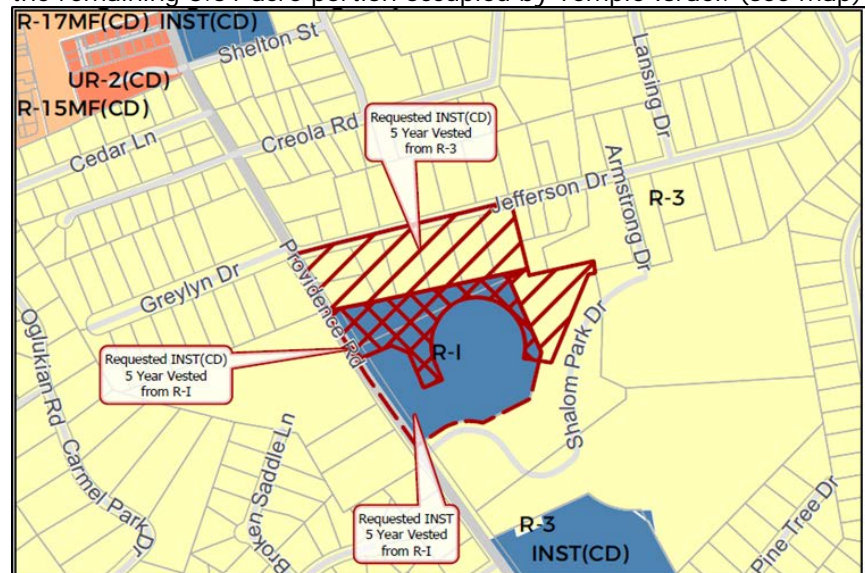 R-17MF(CD) INST(CD)
Shelton St
UR-2(CD)
R-15MF(CD)
Cedar Ln
Creola Rd
Lansing Dr
Requested INST(CD)
5 Year Vested
from R-3
Jefferson Dr
Armstrong Dr
R-3
Greylyn Dr
Providence Rd
Oglukian Rd
Requested INST(CD)
5 Year Vested
from R-I
R-I
Shalom Park Dr
Carmel Park Dr
Broken Saddle Ln
Requested INST
5 Year Vested
from R-I
R-3
INST(CD)
Pine Tree Dr